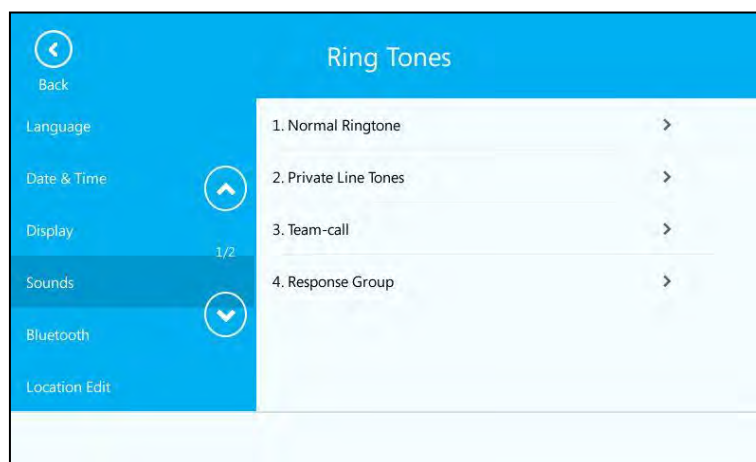 Ring Tones
Back
Language
Date & Time
Display
1/2
Sounds
Bluetooth
Location Edit
1. Normal Ringtone
2. Private Line Tones
3. Team-call
4. Response Group